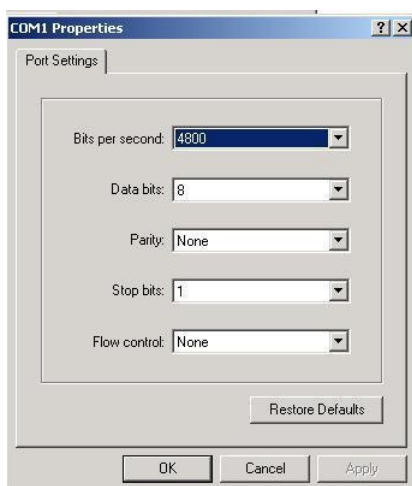 COM1 Properties
Port Settings
Bits per second: 4800
Data bits: 8
Parity: None
Stop bits: 1
Flow control: None
Restore Defaults
OK Cancel Apply